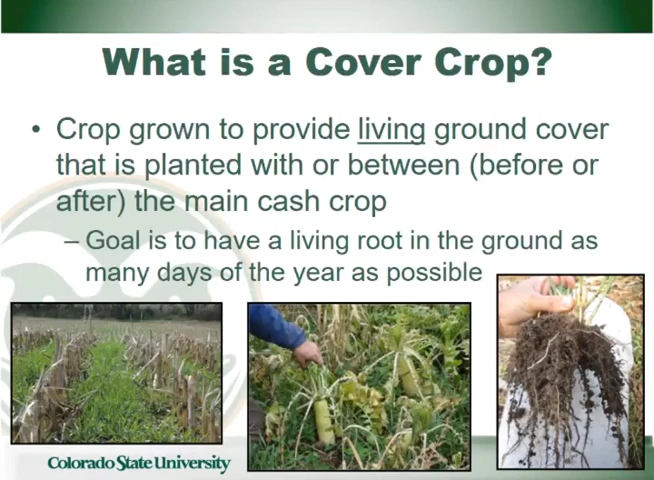 What is a Cover Crop?
• Crop grown to provide living ground cover
that is planted with or between (before or
after) the main cash crop
– Goal is to have a living root in the ground as
many days of the year as possible
Colorado State University